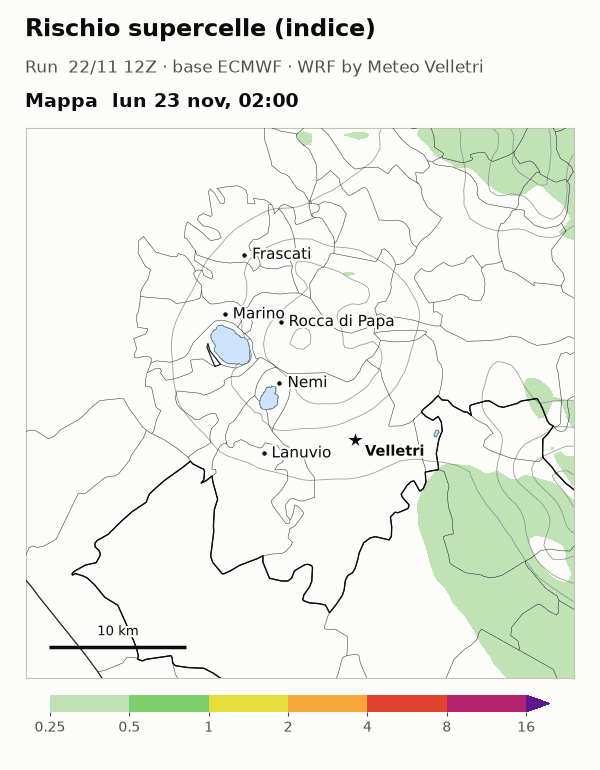 Rischio supercelle (indice)
Run  22/11 12Z · base ECMWF · WRF by Meteo Velletri
Mappa  lun 23 nov, 02:00
Frascati
Marino
Rocca di Papa
Nemi
Velletri
Lanuvio
10 km
0.25 0.5 1 2 4 8 16